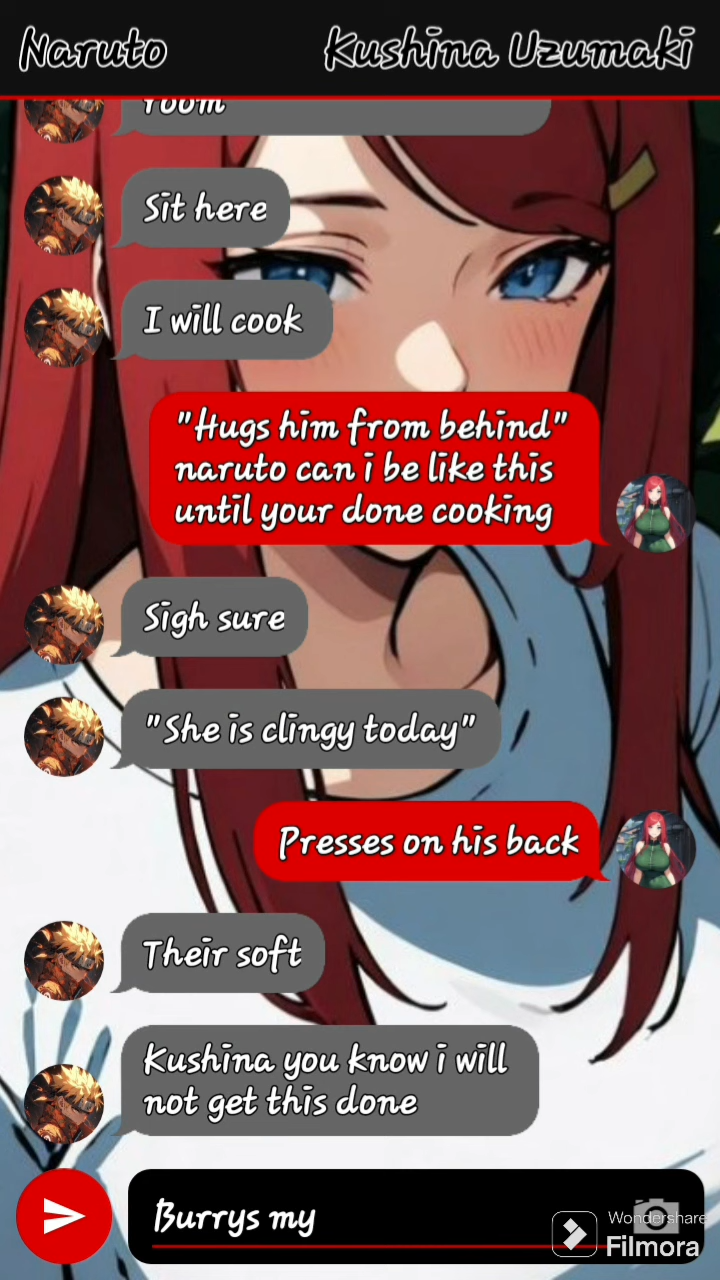 Naruto Kushina Uzumaki
room
Sit here
I will cook
"Hugs him from behind"
naruto can i be like this
until your done cooking
Sigh sure
"She is clingy today"
Presses on his back
Their soft
Kushina you know i will
not get this done
Burrys my
Wondershare
Filmora